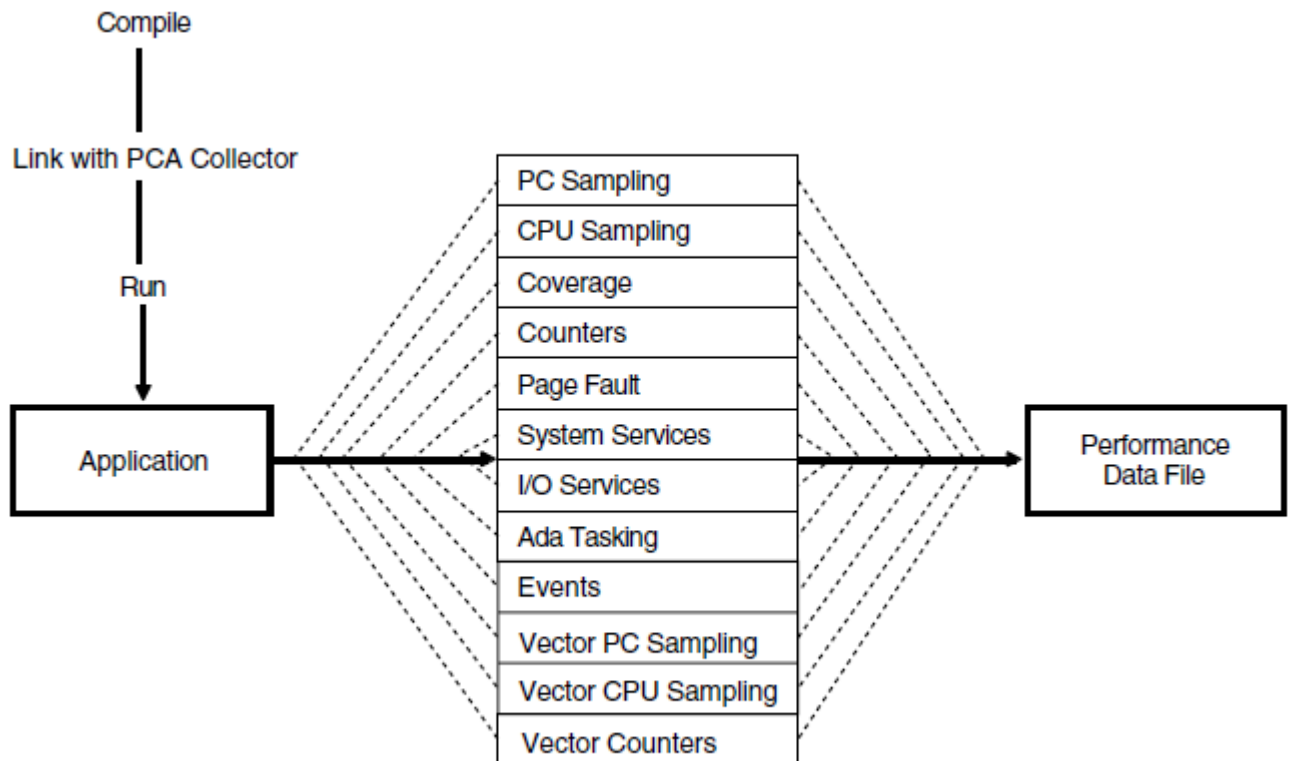 Compile
Link with PCA Collector
Run
Application
PC Sampling
CPU Sampling
Coverage
Counters
Page Fault
System Services
I/O Services
Ada Tasking
Events
Vector PC Sampling
Vector CPU Sampling
Vector Counters
Performance
Data File